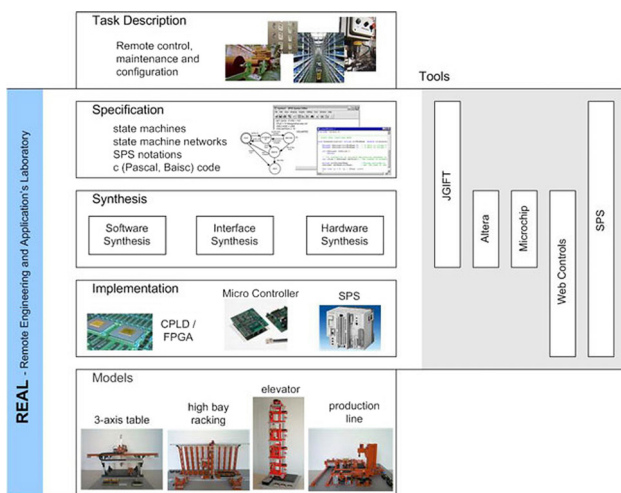 Task Description
Remote control,
maintenance and
configuration
Tools
REAL - Remote Engineering and Application's Laboratory
Specification
state machines
state machine networks
SPS notations
c (Pascal, Baisc) code
Synthesis
Software
Synthesis
Interface
Synthesis
Hardware
Synthesis
Implementation
CPLD /
FPGA
Micro Controller
SPS
JGIFT
Altera
Microchip
Web Controls
SPS
Models
3-axis table
high bay
racking
elevator
production
line